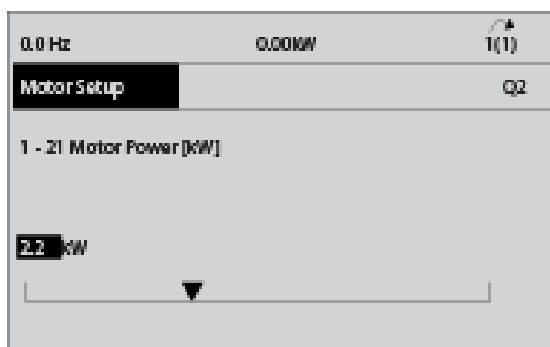 0.0 Hz 0.00kW 1(1)
Motor Setup Q2
1 - 21 Motor Power [kW]
2.2 kW